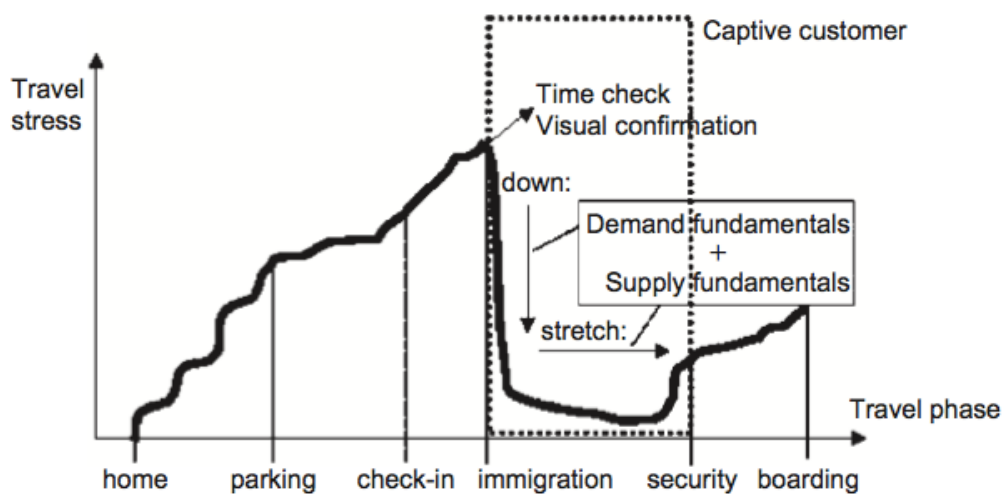 Captive customer
Travel
stress
Time check
Visual confirmation
down:
Demand fundamentals
+
Supply fundamentals
stretch:
Travel phase
home parking check-in immigration security boarding